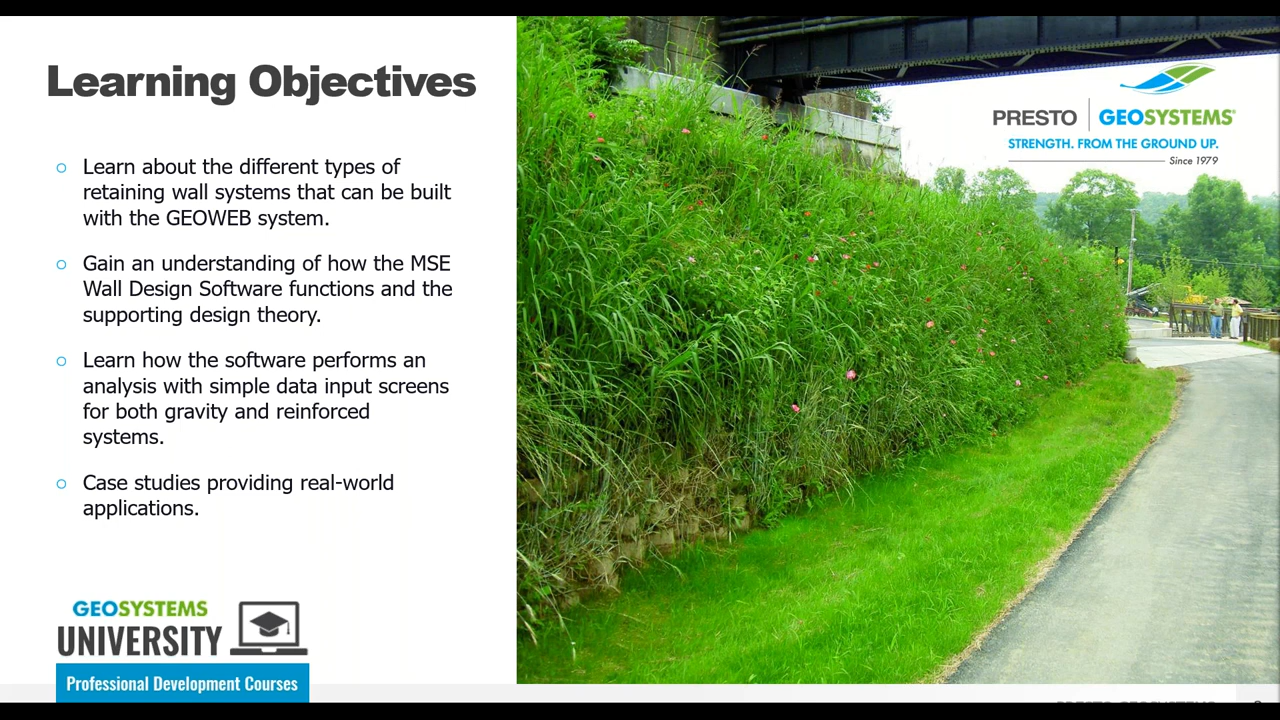 Learning Objectives
○ Learn about the different types of
retaining wall systems that can be built
with the GEOWEB system.
○ Gain an understanding of how the MSE
Wall Design Software functions and the
supporting design theory.
○ Learn how the software performs an
analysis with simple data input screens
for both gravity and reinforced
systems.
○ Case studies providing real-world
applications.
GEOSYSTEMS
UNIVERSITY
Professional Development Courses
PRESTO | GEOSYSTEMS®
STRENGTH. FROM THE GROUND UP.
Since 1979